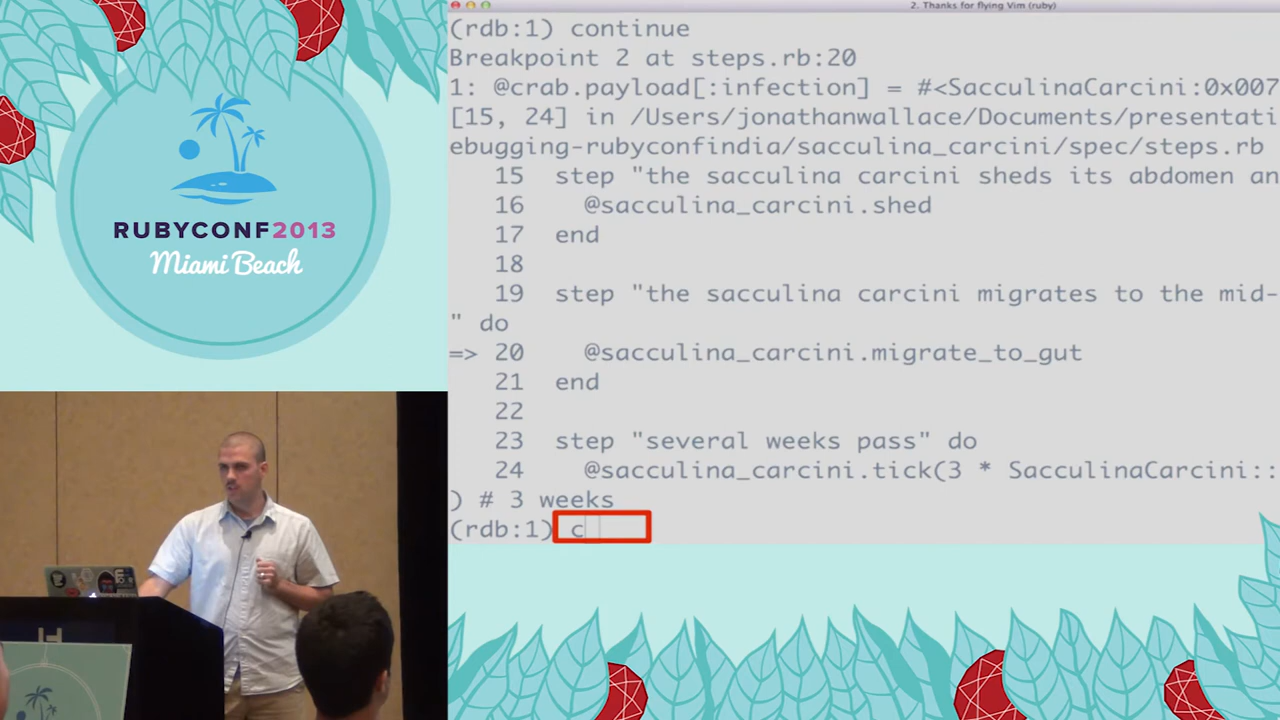 RUBYCONF2013
Miami Beach
2. Thanks for flying Vim (ruby)
(rdb:1) continue
Breakpoint 2 at steps.rb:20
1: @crab.payload[:infection] = #<SacculinaCarcini:0x007
[15, 24] in /Users/jonathanwallace/Documents/presentati
ebugging-rubyconfindia/sacculina_carcini/spec/steps.rb
15 step "the sacculina carcini sheds its abdomen an
16 @sacculina_carcini.shed
17 end
18
19 step "the sacculina carcini migrates to the mid-
" do
=> 20 @sacculina_carcini.migrate_to_gut
21 end
22
23 step "several weeks pass" do
24 @sacculina_carcini.tick(3 * SacculinaCarcini::
) # 3 weeks
(rdb:1) c